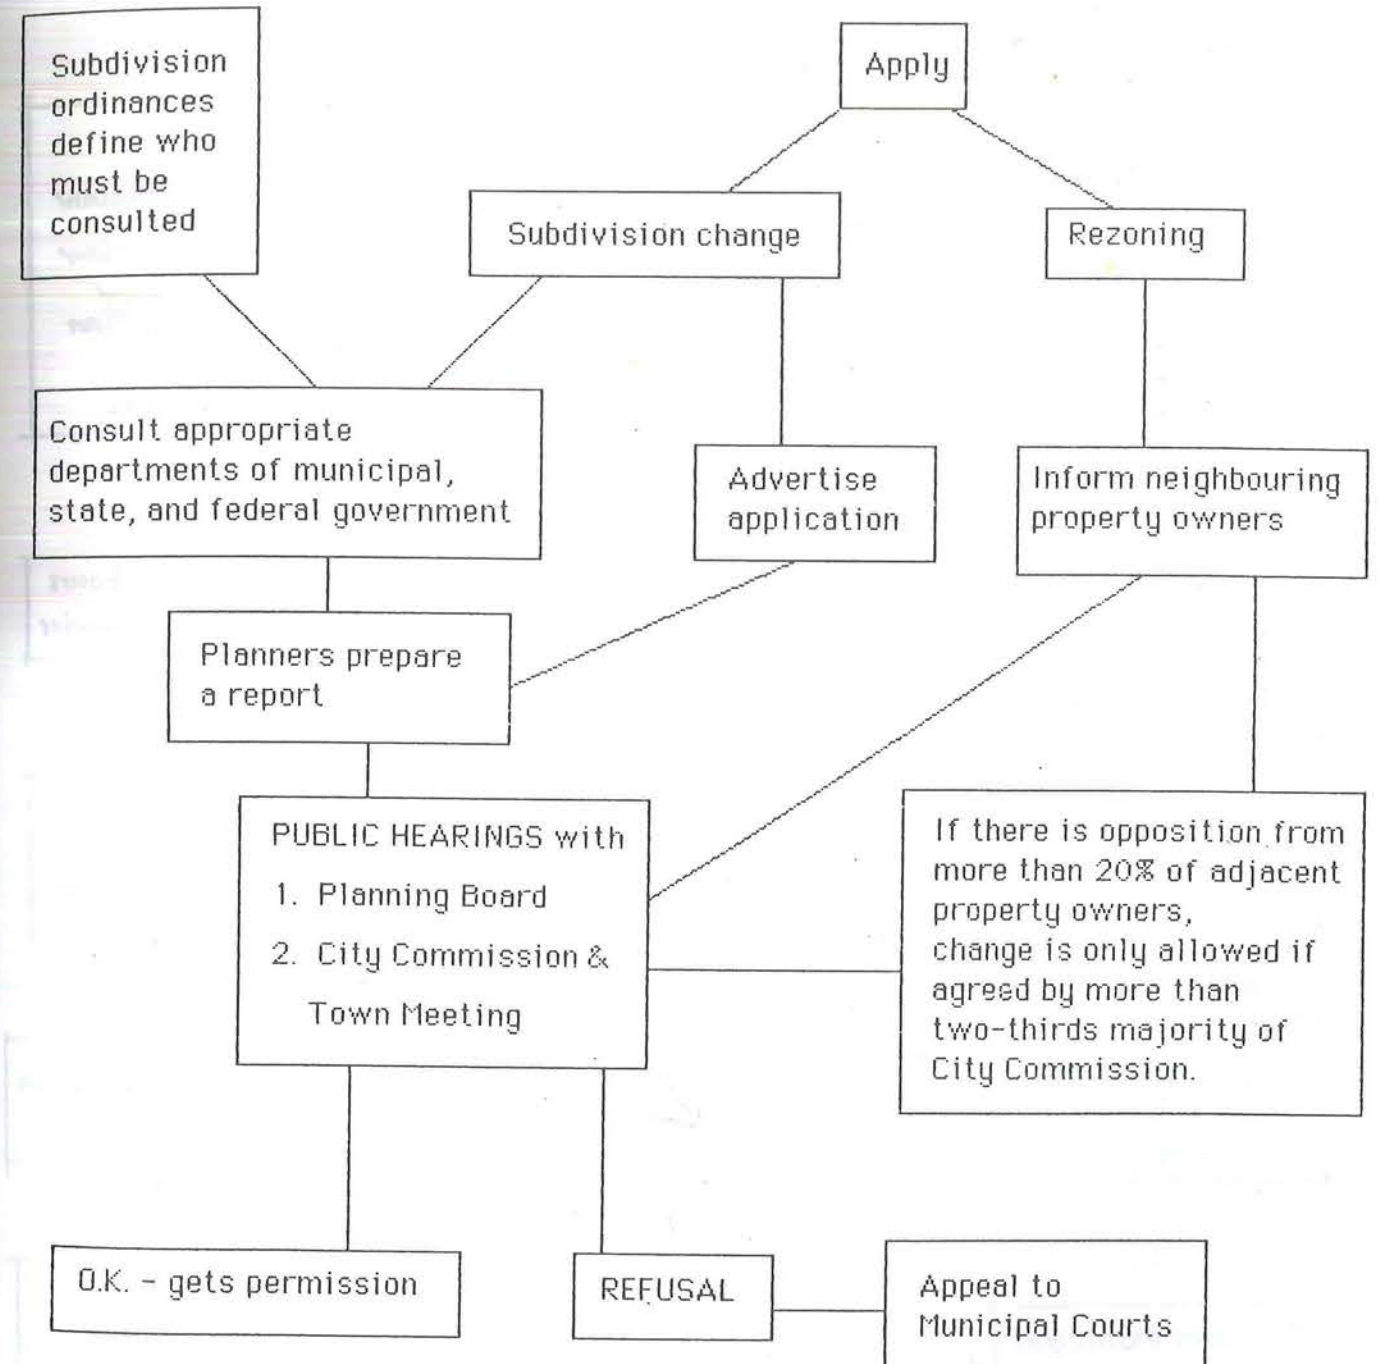 Subdivision
ordinances
define who
must be
consulted
Apply
Subdivision change
Rezoning
Consult appropriate
departments of municipal,
state, and federal government
Advertise
application
Inform neighbouring
property owners
Planners prepare
a report
PUBLIC HEARINGS with
1. Planning Board
2. City Commission &
Town Meeting
If there is opposition from
more than 20% of adjacent
property owners,
change is only allowed if
agreed by more than
two-thirds majority of
City Commission.
O.K. - gets permission
REFUSAL
Appeal to
Municipal Courts